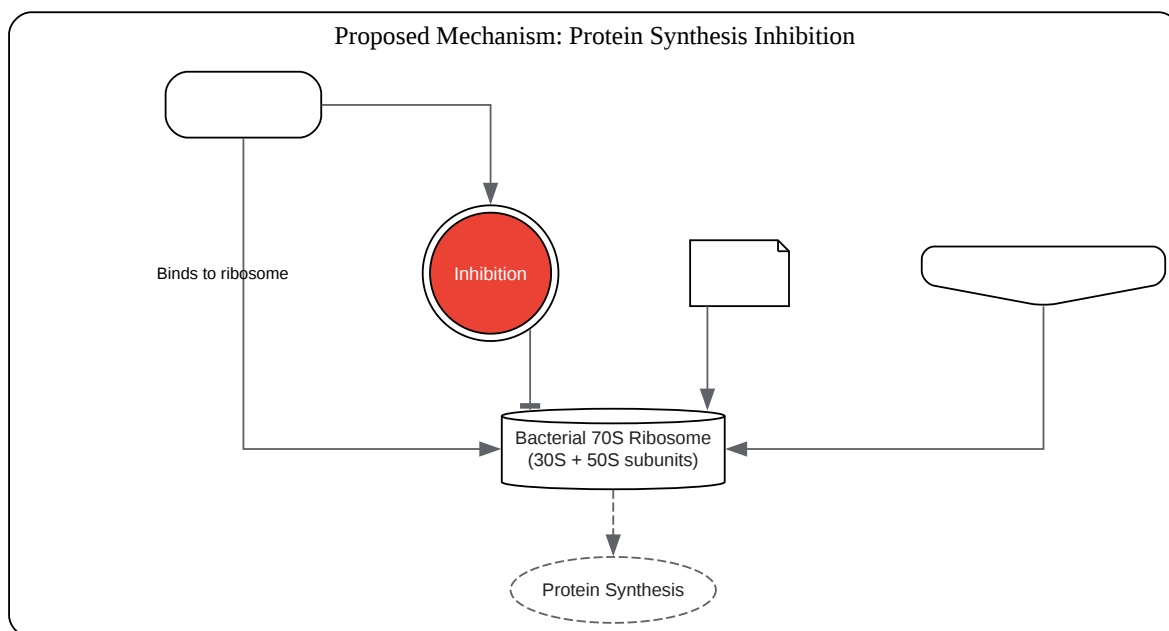 Proposed Mechanism: Protein Synthesis Inhibition
Binds to ribosome
Inhibition
Bacterial 70S Ribosome
(30S + 50S subunits)
Protein Synthesis